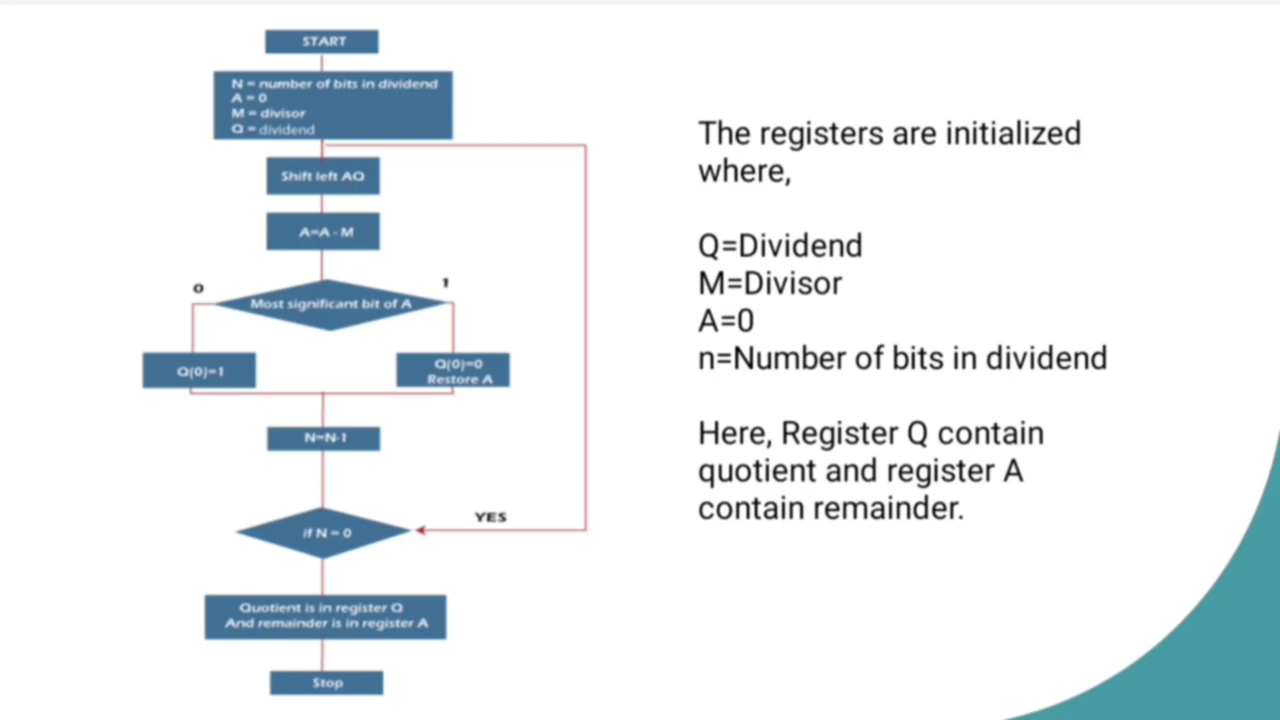 START
N = number of bits in dividend
A = 0
M = divisor
Q = dividend
Shift left AQ
A=A - M
0
1
Most significant bit of A
Q(0)=1
Q(0)=0
Restore A
N=N-1
YES
if N = 0
Quotient is in register Q
And remainder is in register A
Stop
The registers are initialized
where,
Q=Dividend
M=Divisor
A=0
n=Number of bits in dividend
Here, Register Q contain
quotient and register A
contain remainder.